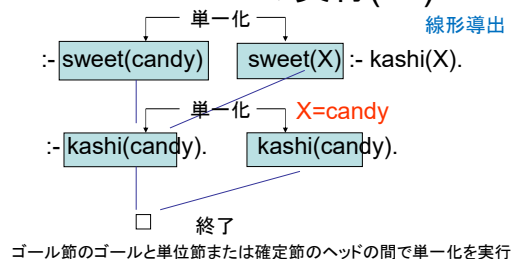 単一化
線形導出
:- sweet(candy) sweet(X) :- kashi(X).
単一化 X=candy
:- kashi(candy). kashi(candy).
□ 終了
ゴール節のゴールと単位節または確定節のヘッドの間で単一化を実行